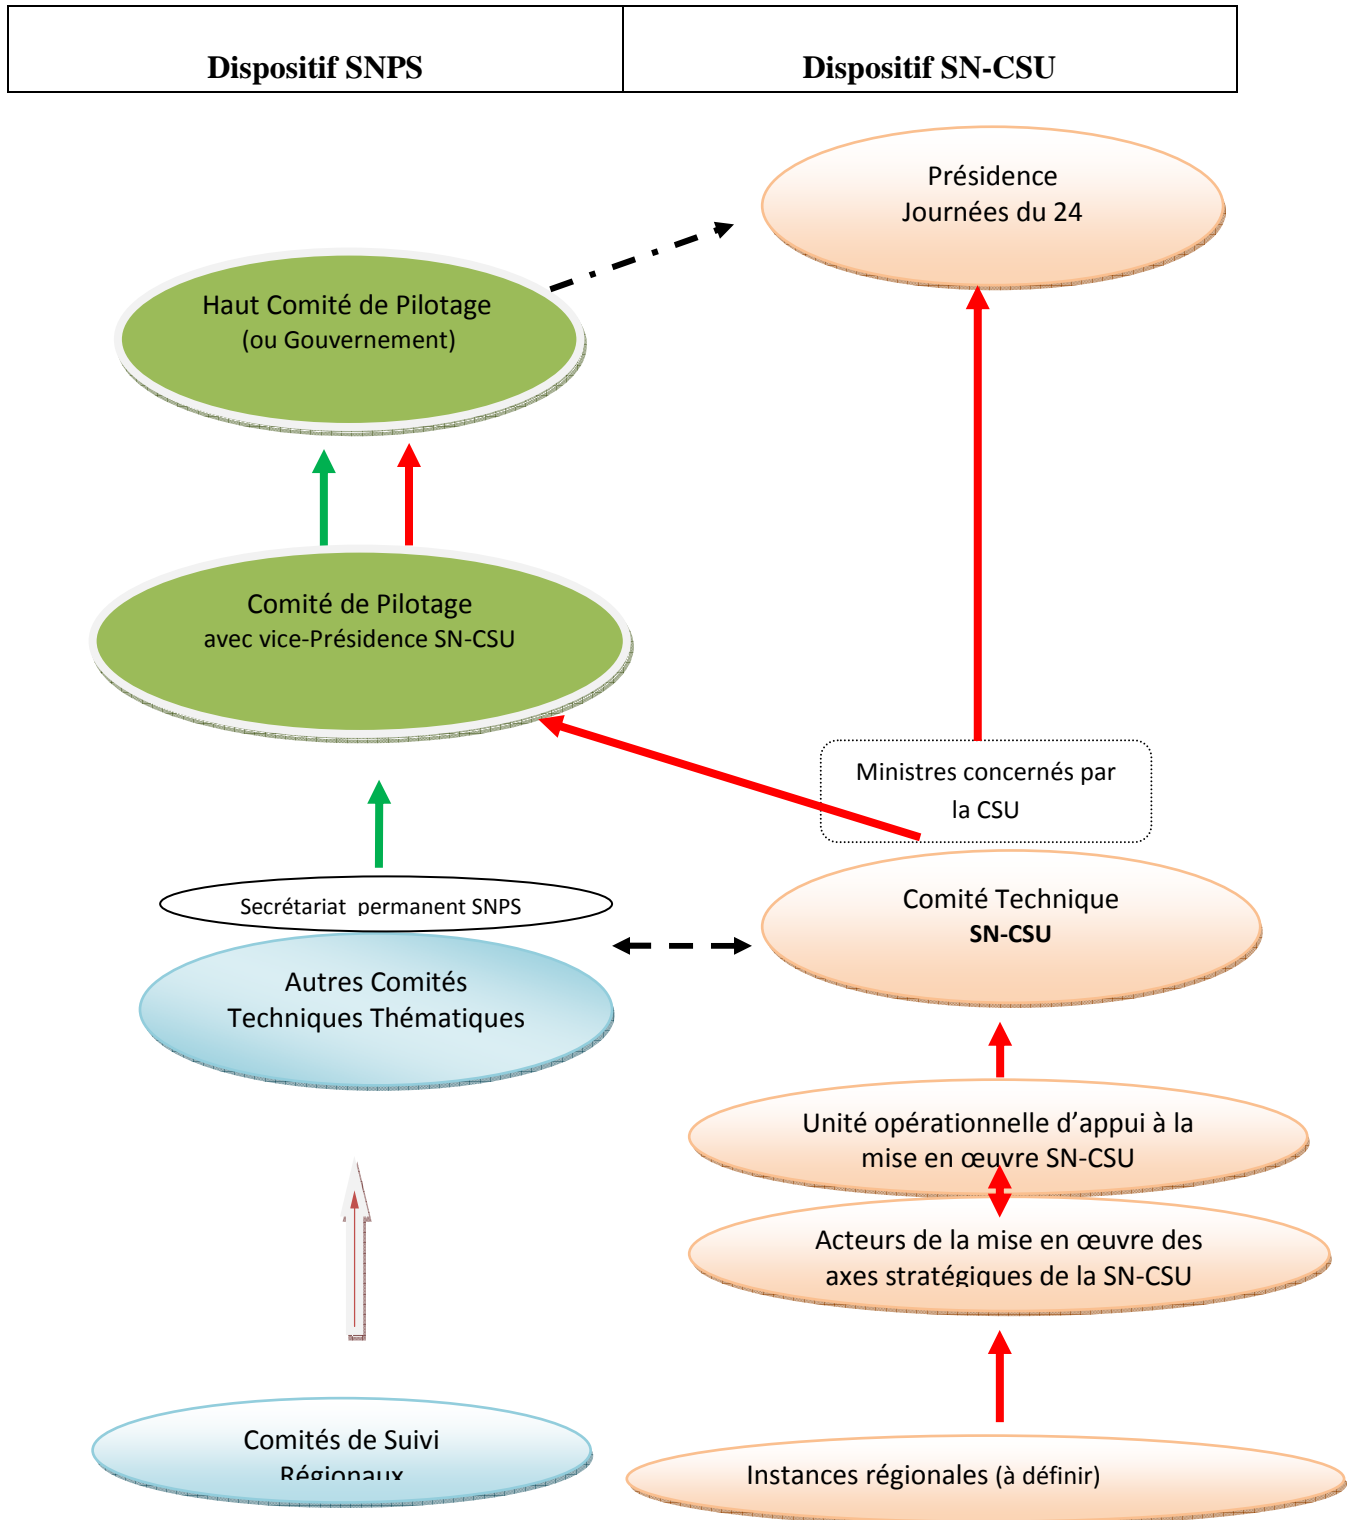 Dispositif SNPS
Dispositif SN-CSU
Présidence
Journées du 24
Haut Comité de Pilotage
(ou Gouvernement)
Comité de Pilotage
avec vice-Présidence SN-CSU
Ministres concernés par
la CSU
Secrétariat permanent SNPS
Comité Technique
SN-CSU
Autres Comités
Techniques Thématiques
Unité opérationnelle d’appui à la
mise en œuvre SN-CSU
Acteurs de la mise en œuvre des
axes stratégiques de la SN-CSU
Comités de Suivi
Régionaux
Instances régionales (à définir)